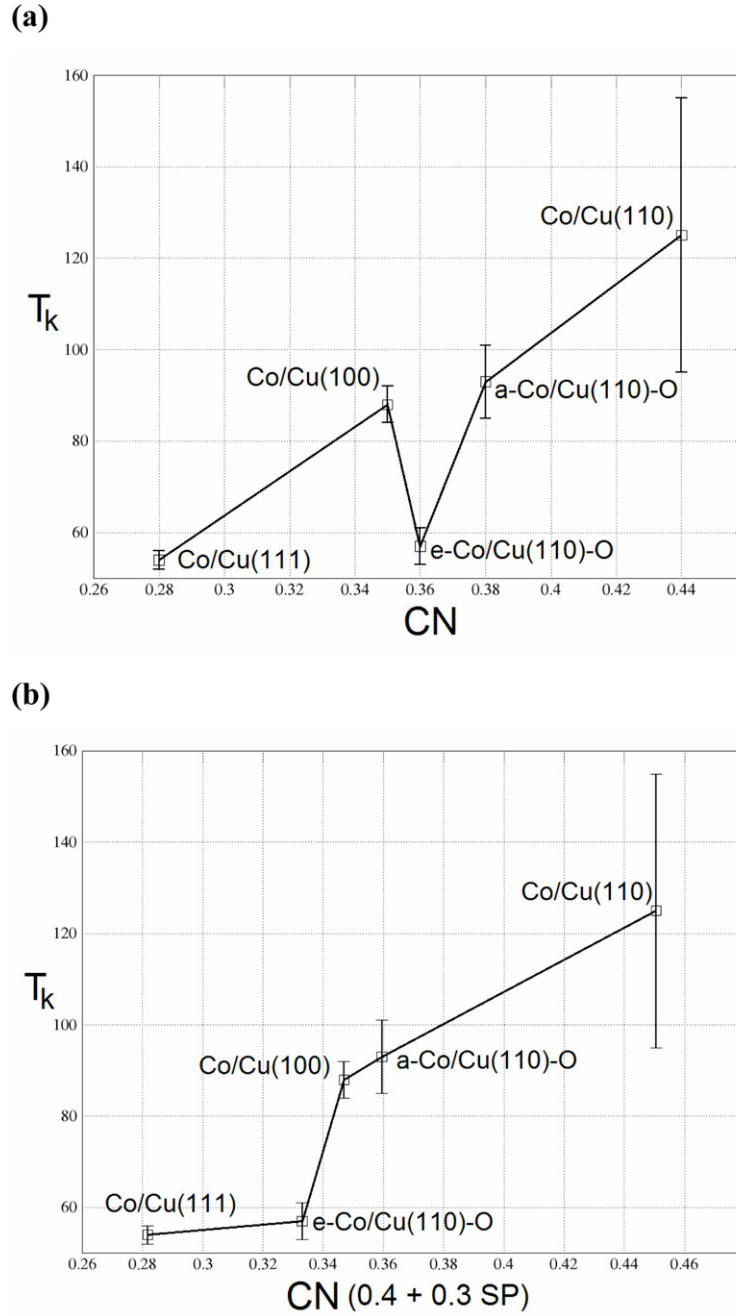 (a)
160
140
120
100
80
60
T_k
Co/Cu(110)
Co/Cu(100)
a-Co/Cu(110)-O
Co/Cu(111)
e-Co/Cu(110)-O
0.26 0.28 0.3 0.32 0.34 0.36 0.38 0.4 0.42 0.44
CN
(b)
160
140
120
100
80
60
T_k
Co/Cu(110)
Co/Cu(100)
a-Co/Cu(110)-O
Co/Cu(111)
e-Co/Cu(110)-O
0.26 0.28 0.3 0.32 0.34 0.36 0.38 0.4 0.42 0.44 0.46
CN (0.4 + 0.3 SP)